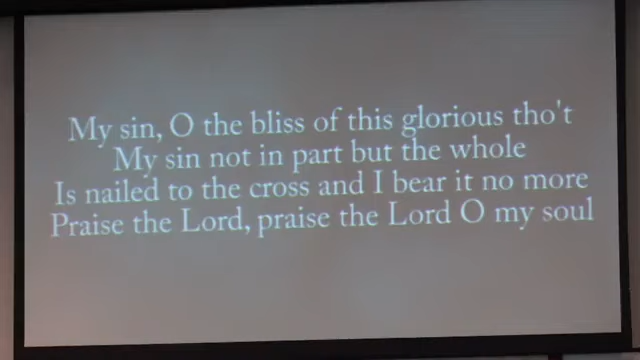 My sin, O the bliss of this glorious tho't
My sin not in part but the whole
Is nailed to the cross and I bear it no more
Praise the Lord, praise the Lord O my soul